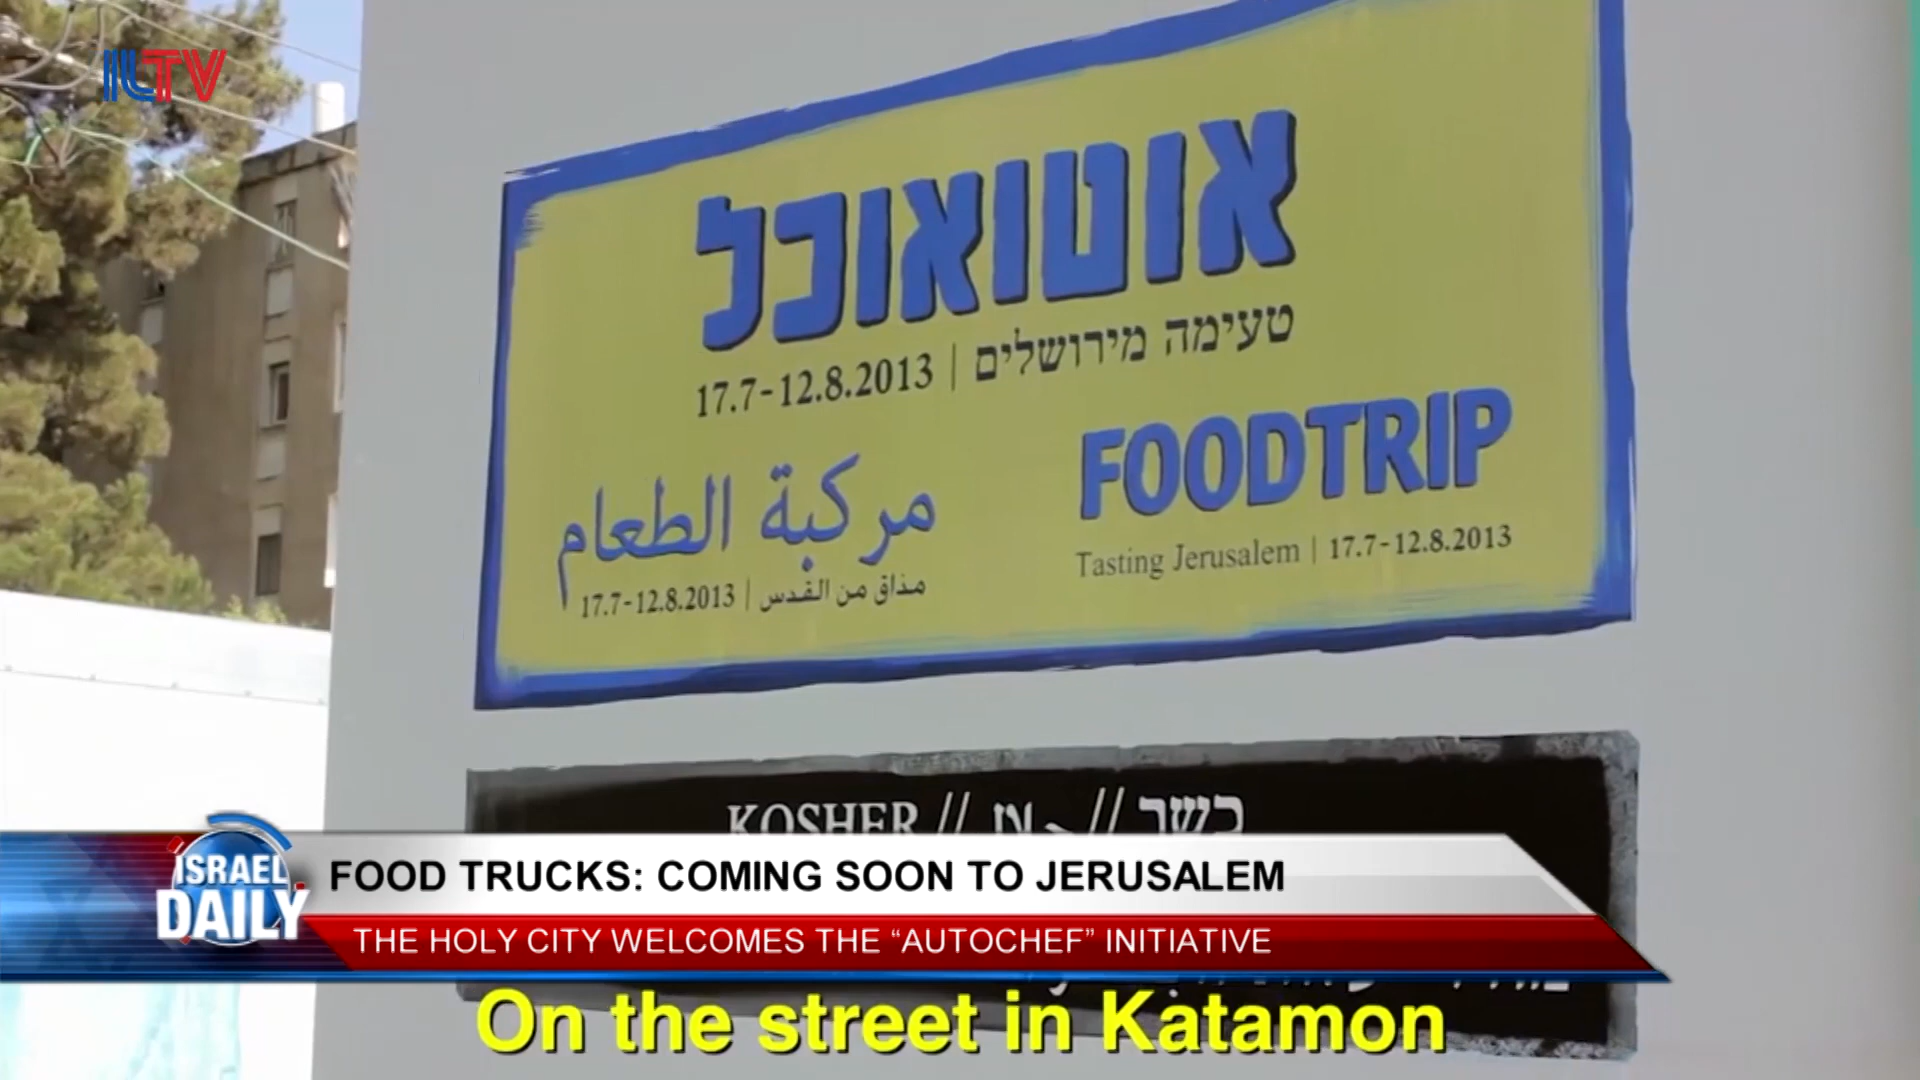 ILTV
אוטואוכל
טעימה מירושלים | 17.7-12.8.2013
FOODTRIP
Tasting Jerusalem | 17.7-12.8.2013
مركبة الطعام
مذاق من القدس | 17.7-12.8.2013
KOSHER // // כשר
ISRAEL DAILY
FOOD TRUCKS: COMING SOON TO JERUSALEM
THE HOLY CITY WELCOMES THE “AUTOCHEF” INITIATIVE
On the street in Katamon